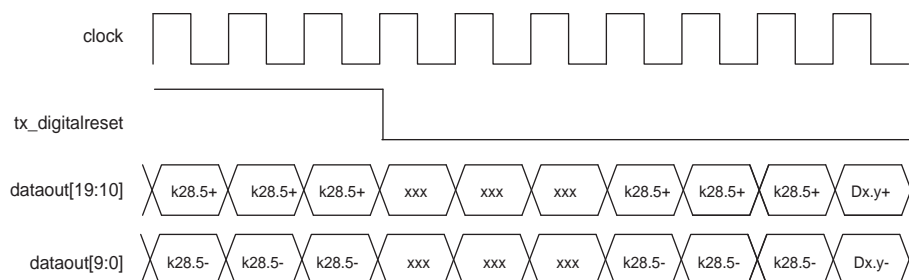 clock
tx_digitalreset
dataout[19:10] k28.5+ k28.5+ k28.5+ xxx xxx xxx k28.5+ k28.5+ k28.5+ Dx.y+
dataout[9:0] k28.5- k28.5- k28.5- xxx xxx xxx k28.5- k28.5- k28.5- Dx.y-